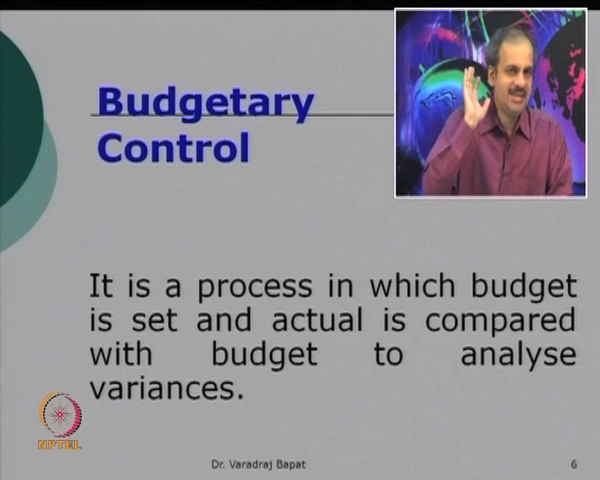 Budgetary
Control
It is a process in which budget
is set and actual is compared
with budget to analyse
variances.
NPTEL
Dr. Varadraj Bapat
6